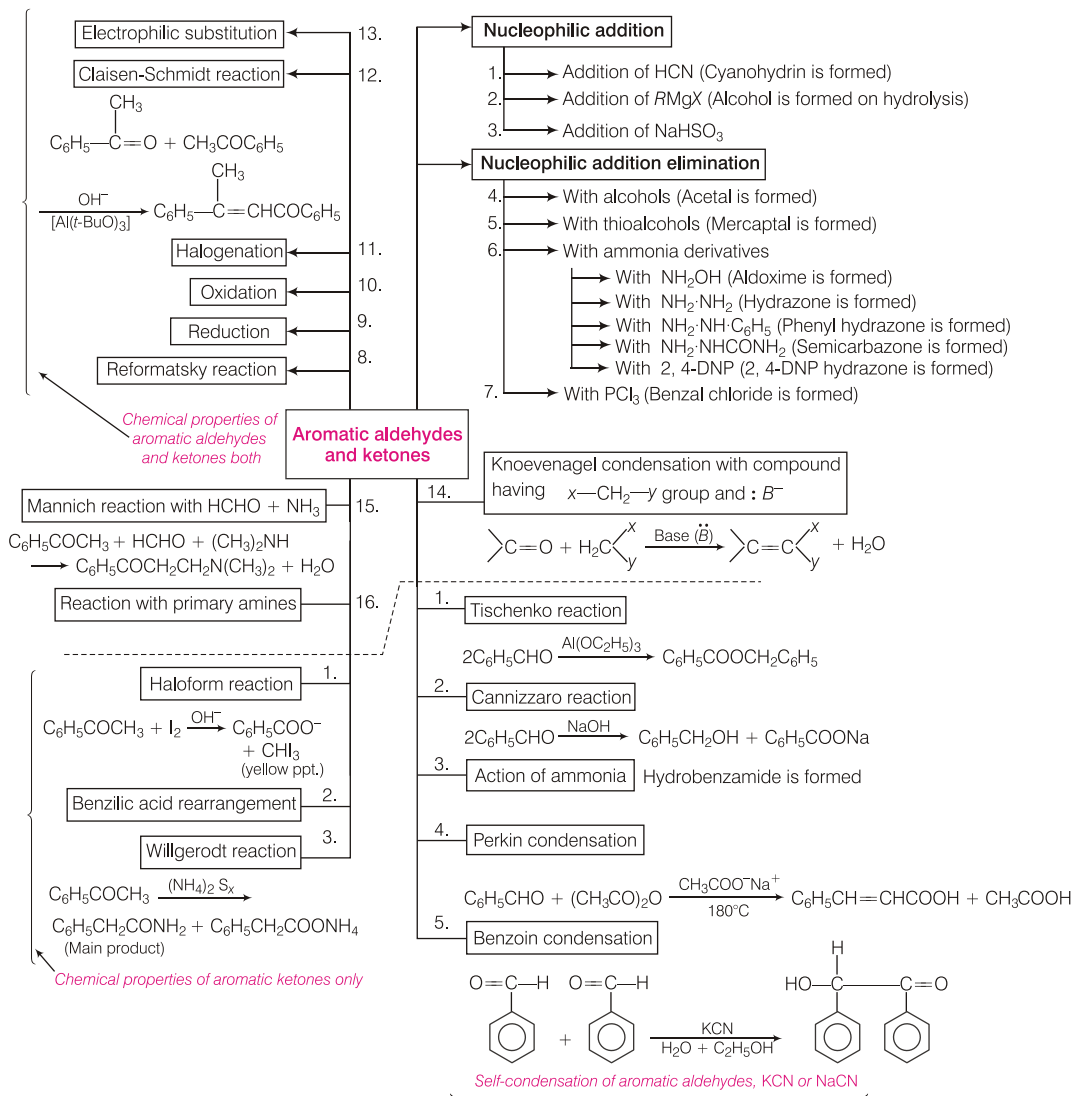 Electrophilic substitution 13.
Claisen-Schmidt reaction 12.
CH₃
C₆H₅—C=O + CH₃COC₆H₅
CH₃
OH⁻
[Al(t-BuO)₃]
C₆H₅—C=CHCOC₆H₅
Halogenation 11.
Oxidation 10.
Reduction 9.
Reformatsky reaction 8.
Chemical properties of
aromatic aldehydes
and ketones both
Nucleophilic addition
1. Addition of HCN (Cyanohydrin is formed)
2. Addition of RMgX (Alcohol is formed on hydrolysis)
3. Addition of NaHSO₃
Nucleophilic addition elimination
4. With alcohols (Acetal is formed)
5. With thioalcohols (Mercaptal is formed)
6. With ammonia derivatives
With NH₂OH (Aldoxime is formed)
With NH₂·NH₂ (Hydrazone is formed)
With NH₂·NH·C₆H₅ (Phenyl hydrazone is formed)
With NH₂·NHCONH₂ (Semicarbazone is formed)
With 2, 4-DNP (2, 4-DNP hydrazone is formed)
7. With PCl₃ (Benzal chloride is formed)
Aromatic aldehydes
and ketones
14. Knoevenagel condensation with compound
having x—CH₂—y group and : B⁻
C=O + H₂C x y Base (B̈) C=C x y + H₂O
Mannich reaction with HCHO + NH₃ 15.
C₆H₅COCH₃ + HCHO + (CH₃)₂NH
⟶ C₆H₅COCH₂CH₂N(CH₃)₂ + H₂O
Reaction with primary amines 16.
Haloform reaction 1.
C₆H₅COCH₃ + I₂ OH⁻ ⟶ C₆H₅COO⁻
+ CHI₃
(yellow ppt.)
Benzilic acid rearrangement 2.
Willgerodt reaction 3.
C₆H₅COCH₃ (NH₄)₂ Sₓ ⟶
C₆H₅CH₂CONH₂ + C₆H₅CH₂COONH₄
(Main product)
Chemical properties of aromatic ketones only
1. Tischenko reaction
2C₆H₅CHO Al(OC₂H₅)₃ ⟶ C₆H₅COOCH₂C₆H₅
2. Cannizzaro reaction
2C₆H₅CHO NaOH ⟶ C₆H₅CH₂OH + C₆H₅COONa
3. Action of ammonia Hydrobenzamide is formed
4. Perkin condensation
C₆H₅CHO + (CH₃CO)₂O CH₃COO⁻Na⁺ 180°C ⟶ C₆H₅CH=CHCOOH + CH₃COOH
5. Benzoin condensation
H
O=C—H O=C—H HO—C—C=O
+ KCN
H₂O + C₂H₅OH
Self-condensation of aromatic aldehydes, KCN or NaCN